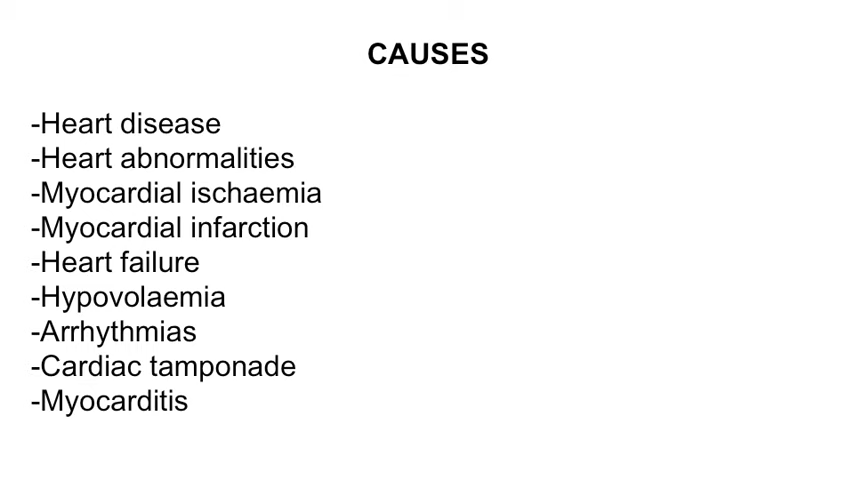 CAUSES
-Heart disease
-Heart abnormalities
-Myocardial ischaemia
-Myocardial infarction
-Heart failure
-Hypovolaemia
-Arrhythmias
-Cardiac tamponade
-Myocarditis